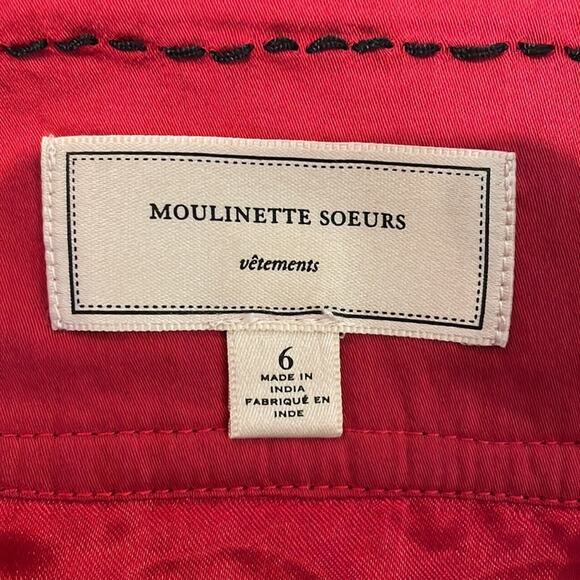 MOULINETTE SOEURS
vêtements
6
MADE IN
INDIA
FABRIQUÉ EN
INDE